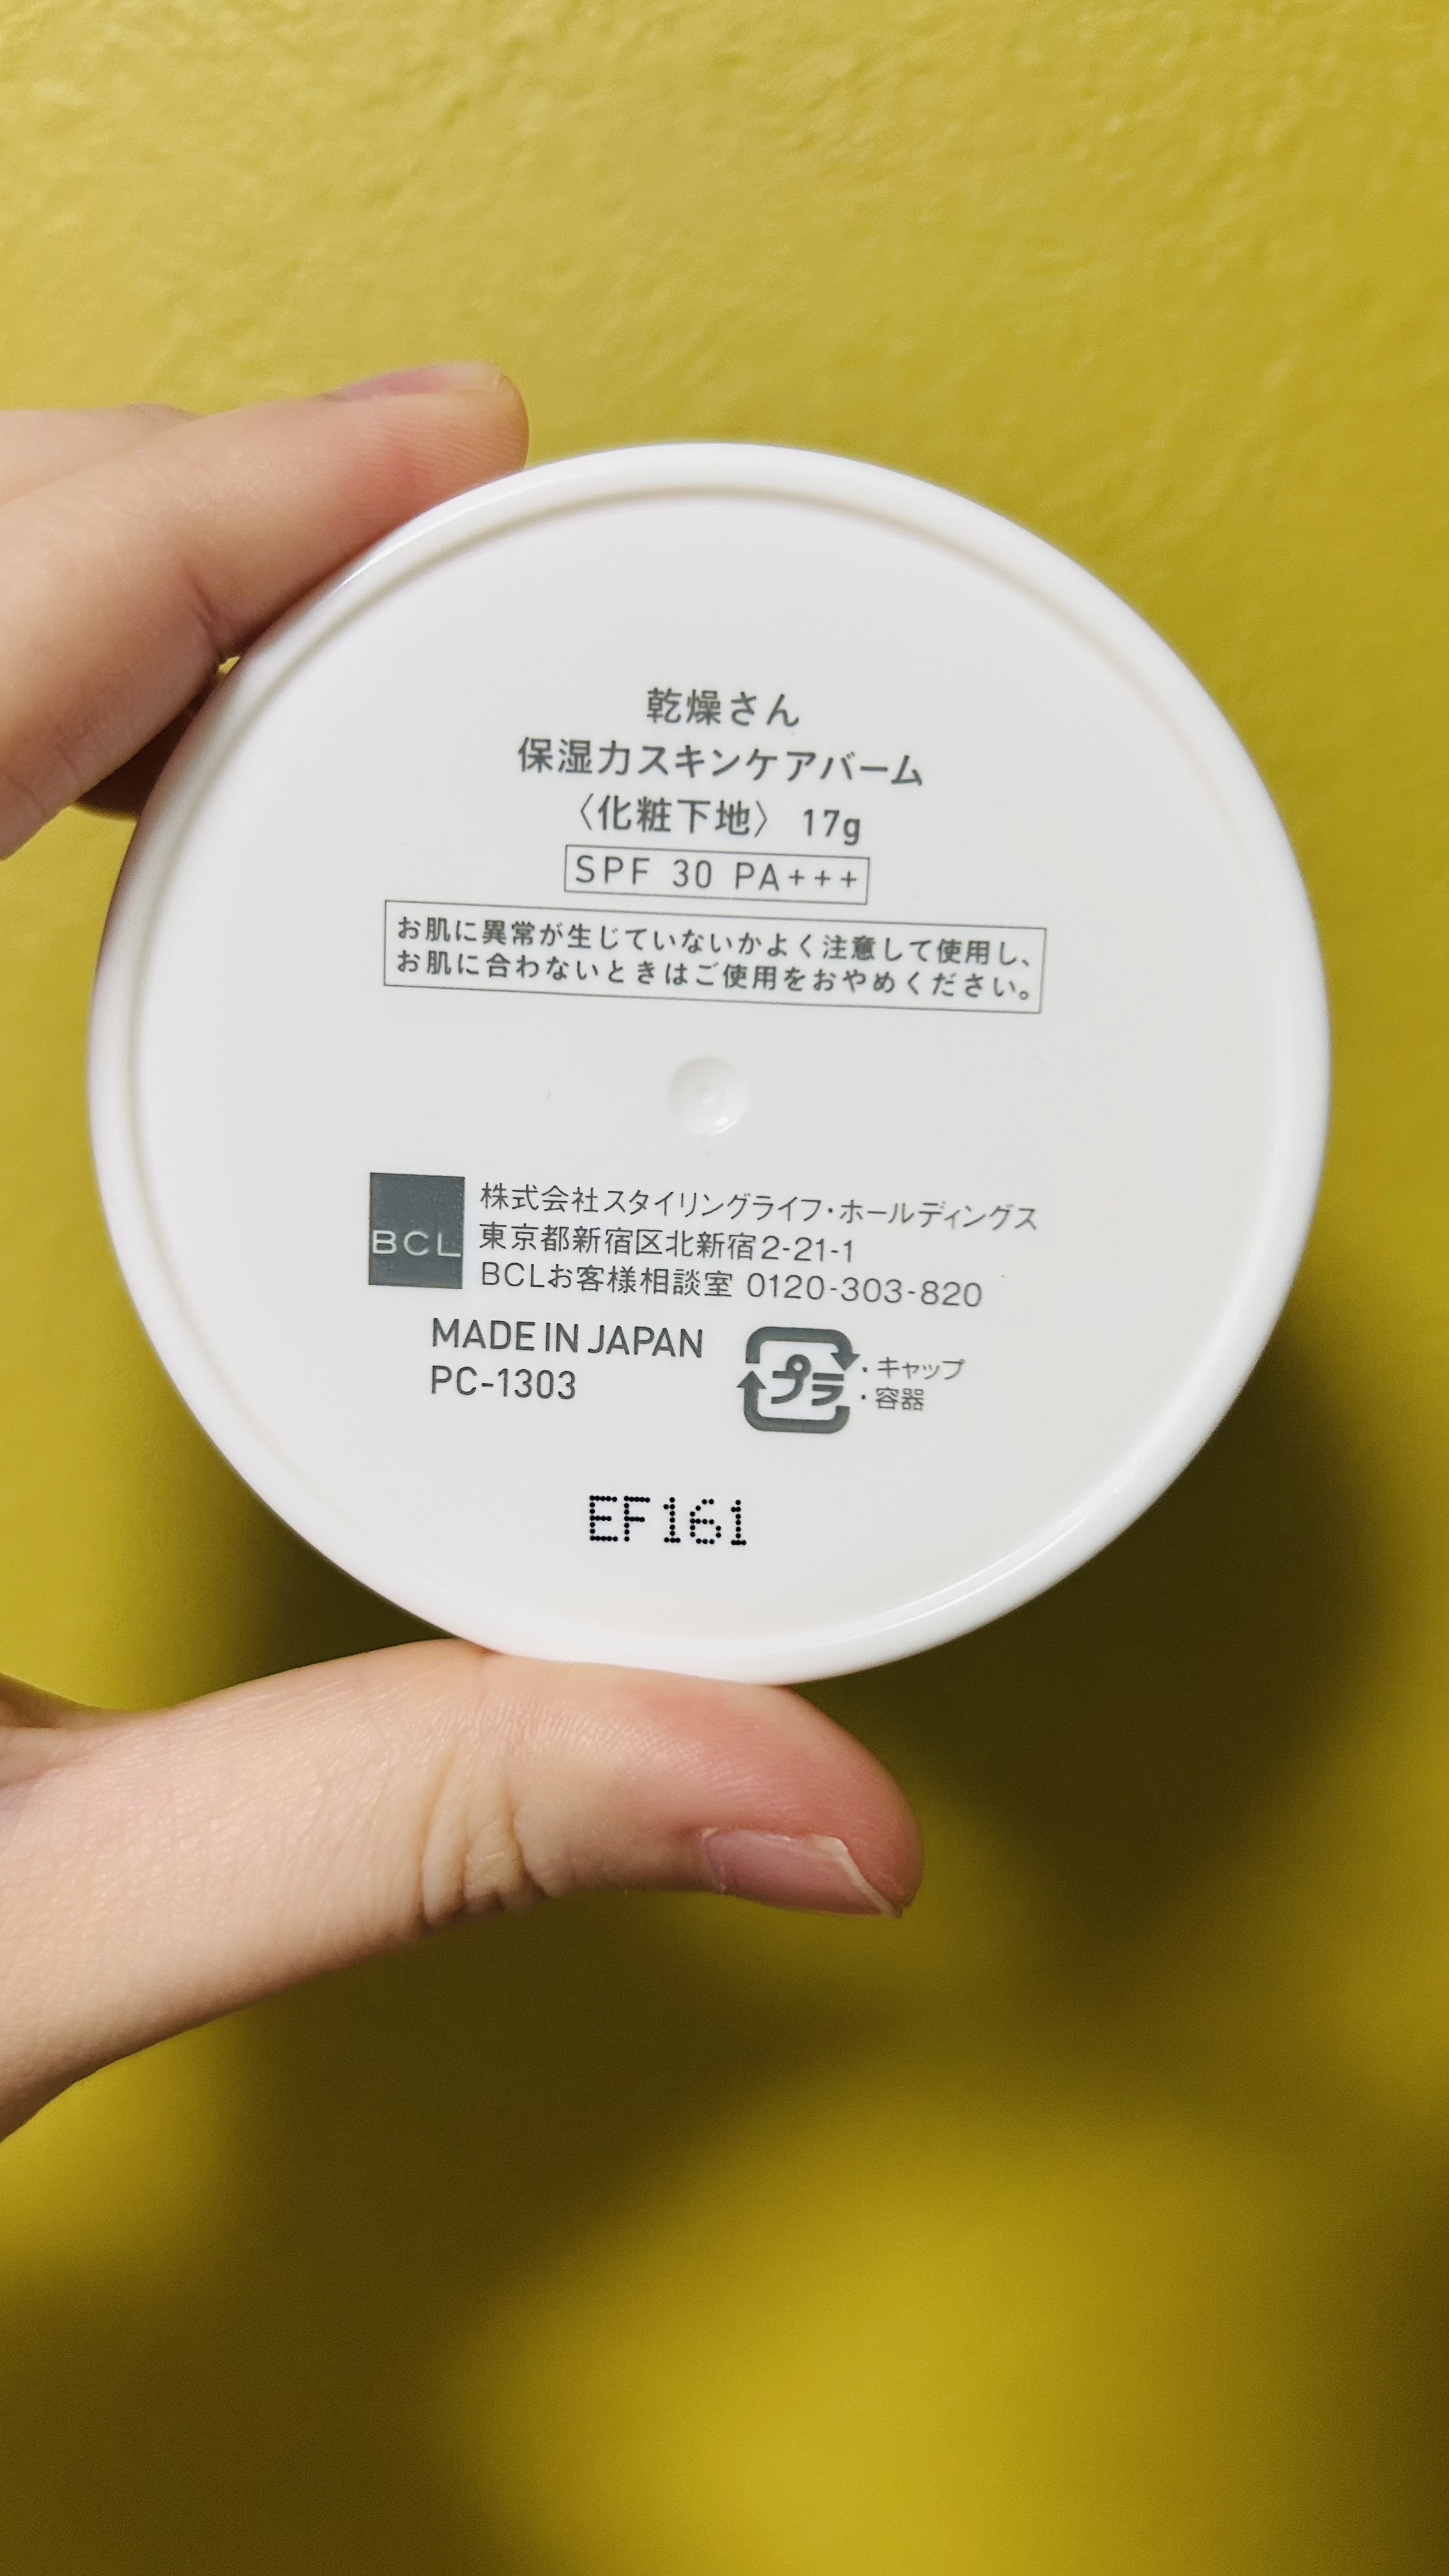 乾燥さん
保湿力スキンケアバーム
〈化粧下地〉 17g
SPF 30 PA+++
お肌に異常が生じていないかよく注意して使用し、
お肌に合わないときはご使用をおやめください。
BCL
株式会社スタイリングライフ・ホールディングス
東京都新宿区北新宿2-21-1
BCLお客様相談室 0120-303-820
MADE IN JAPAN
PC-1303
プラ
・キャップ
・容器
EF161